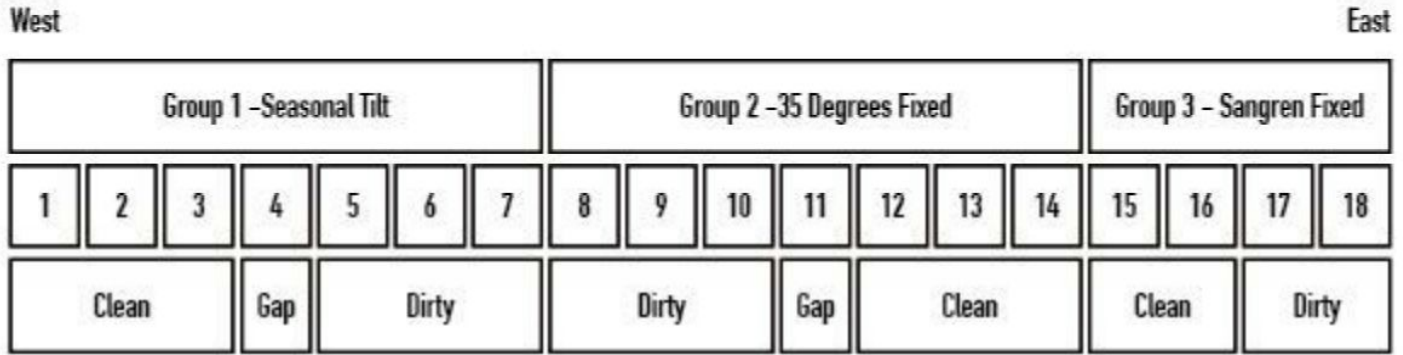 West East
Group 1 –Seasonal Tilt Group 2 –35 Degrees Fixed Group 3 – Sangren Fixed
1 2 3 4 5 6 7 8 9 10 11 12 13 14 15 16 17 18
Clean Gap Dirty Dirty Gap Clean Clean Dirty